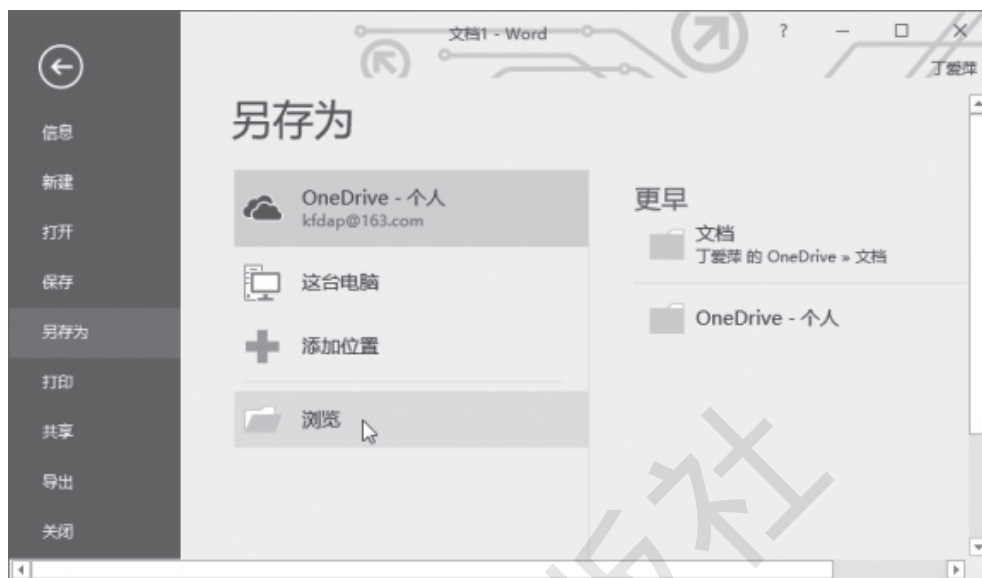 文档1 - Word
?
丁爱萍
信息
新建
打开
保存
另存为
打印
共享
导出
关闭
另存为
OneDrive - 个人
kfdap@163.com
这台电脑
添加位置
浏览
更早
文档
丁爱萍 的 OneDrive » 文档
OneDrive - 个人
版社